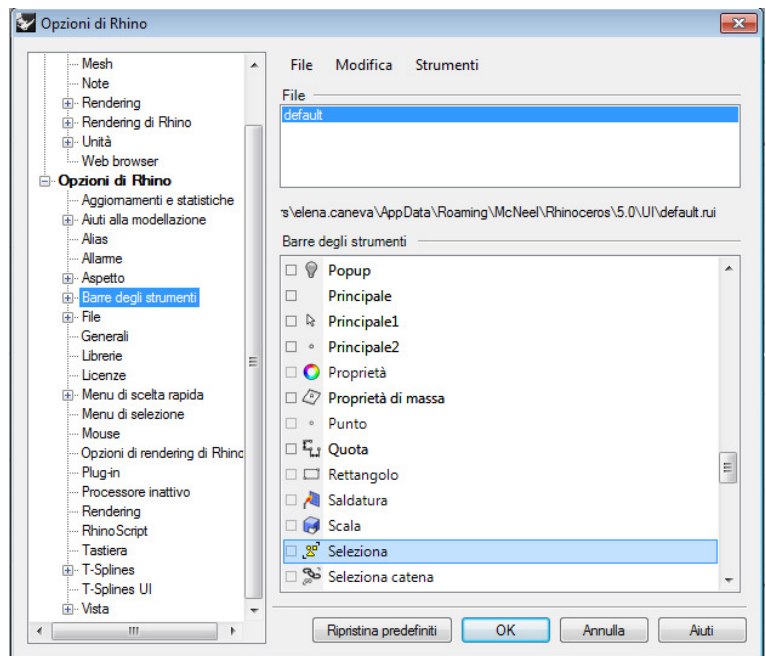 Opzioni di Rhino
Mesh
Note
Rendering
Rendering di Rhino
Unità
Web browser
Opzioni di Rhino
Aggiornamenti e statistiche
Aiuti alla modellazione
Alias
Allarme
Aspetto
Barre degli strumenti
File
Generali
Librerie
Licenze
Menu di scelta rapida
Menu di selezione
Mouse
Opzioni di rendering di Rhino
Plug-in
Processore inattivo
Rendering
RhinoScript
Tastiera
T-Splines
T-Splines UI
Vista
File Modifica Strumenti
File
default
s\elena.caneva\AppData\Roaming\McNeel\Rhinoceros\5.0\UI\default.rui
Barre degli strumenti
Popup
Principale
Principale1
Principale2
Proprietà
Proprietà di massa
Punto
Quota
Rettangolo
Saldatura
Scala
Seleziona
Seleziona catena
Ripristina predefiniti OK Annulla Aiuti